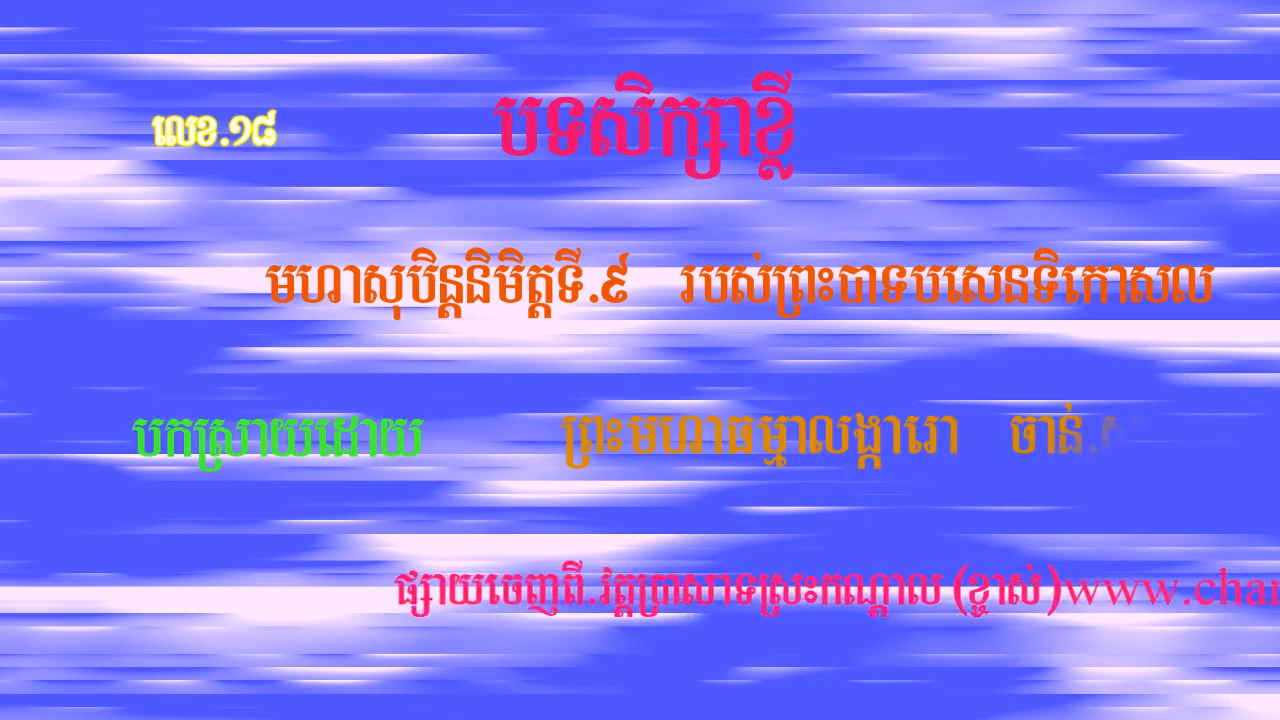 លេខ.១៨ បទសិក្សាខ្លី
មហាសុបិន្តនិមិត្តទី.៩ របស់ព្រះបាទបសេនទិកោសល
បកស្រាយដោយ ព្រះមហាធម្មាលង្ការោ ចាន់.
ផ្សាយចេញពី.វត្តប្រាសាទស្រះកណ្តាល (ខ្ចាស់)www.chan